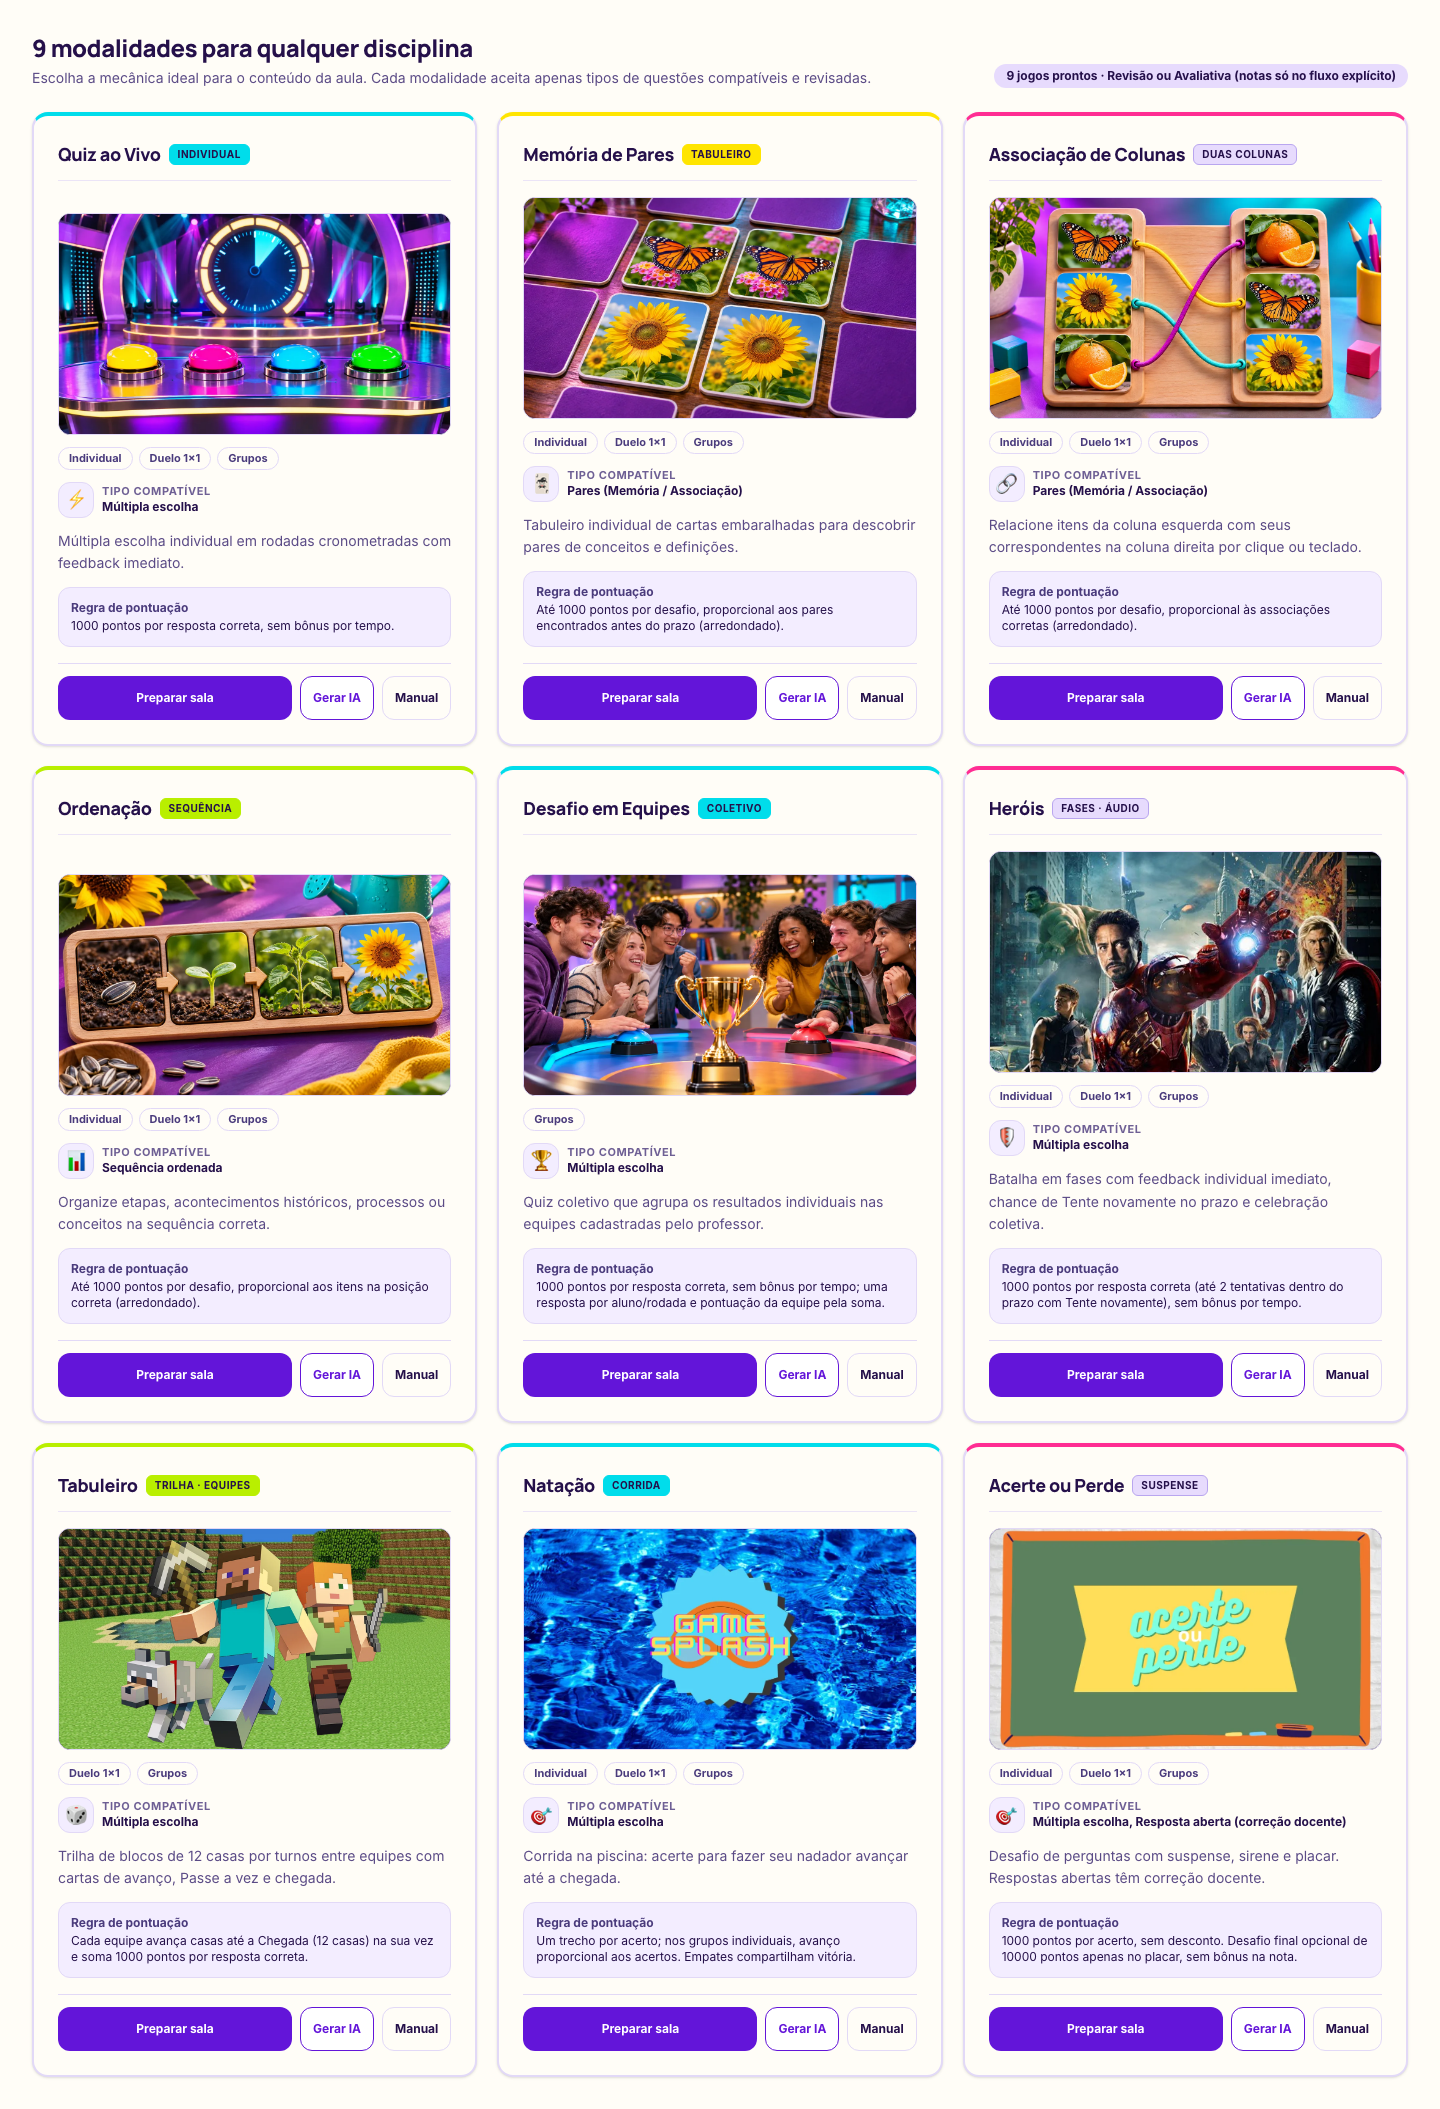 9 modalidades para qualquer disciplina
Escolha a mecânica ideal para o conteúdo da aula. Cada modalidade aceita apenas tipos de questões compatíveis e revisadas.
9 jogos prontos · Revisão ou Avaliativa (notas só no fluxo explícito)
Quiz ao Vivo
INDIVIDUAL
Individual
Duelo 1×1
Grupos
TIPO COMPATÍVEL
Múltipla escolha
Múltipla escolha individual em rodadas cronometradas com
feedback imediato.
Regra de pontuação
1000 pontos por resposta correta, sem bônus por tempo.
Preparar sala
Gerar IA
Manual
Memória de Pares
TABULEIRO
Individual
Duelo 1×1
Grupos
TIPO COMPATÍVEL
Pares (Memória / Associação)
Tabuleiro individual de cartas embaralhadas para descobrir
pares de conceitos e definições.
Regra de pontuação
Até 1000 pontos por desafio, proporcional aos pares
encontrados antes do prazo (arredondado).
Preparar sala
Gerar IA
Manual
Associação de Colunas
DUAS COLUNAS
Individual
Duelo 1×1
Grupos
TIPO COMPATÍVEL
Pares (Memória / Associação)
Relacione itens da coluna esquerda com seus
correspondentes na coluna direita por clique ou teclado.
Regra de pontuação
Até 1000 pontos por desafio, proporcional às associações
corretas (arredondado).
Preparar sala
Gerar IA
Manual
Ordenação
SEQUÊNCIA
Individual
Duelo 1×1
Grupos
TIPO COMPATÍVEL
Sequência ordenada
Organize etapas, acontecimentos históricos, processos ou
conceitos na sequência correta.
Regra de pontuação
Até 1000 pontos por desafio, proporcional aos itens na posição
correta (arredondado).
Preparar sala
Gerar IA
Manual
Desafio em Equipes
COLETIVO
Grupos
TIPO COMPATÍVEL
Múltipla escolha
Quiz coletivo que agrupa os resultados individuais nas
equipes cadastradas pelo professor.
Regra de pontuação
1000 pontos por resposta correta, sem bônus por tempo; uma
resposta por aluno/rodada e pontuação da equipe pela soma.
Preparar sala
Gerar IA
Manual
Heróis
FASES · ÁUDIO
Individual
Duelo 1×1
Grupos
TIPO COMPATÍVEL
Múltipla escolha
Batalha em fases com feedback individual imediato,
chance de Tente novamente no prazo e celebração
coletiva.
Regra de pontuação
1000 pontos por resposta correta (até 2 tentativas dentro do
prazo com Tente novamente), sem bônus por tempo.
Preparar sala
Gerar IA
Manual
Tabuleiro
TRILHA · EQUIPES
Duelo 1×1
Grupos
TIPO COMPATÍVEL
Múltipla escolha
Trilha de blocos de 12 casas por turnos entre equipes com
cartas de avanço, Passe a vez e chegada.
Regra de pontuação
Cada equipe avança casas até a Chegada (12 casas) na sua vez
e soma 1000 pontos por resposta correta.
Preparar sala
Gerar IA
Manual
Natação
CORRIDA
GAME
SPLASH
Individual
Duelo 1×1
Grupos
TIPO COMPATÍVEL
Múltipla escolha
Corrida na piscina: acerte para fazer seu nadador avançar
até a chegada.
Regra de pontuação
Um trecho por acerto; nos grupos individuais, avanço
proporcional aos acertos. Empates compartilham vitória.
Preparar sala
Gerar IA
Manual
Acerte ou Perde
SUSPENSE
acerte
ou
perde
Individual
Duelo 1×1
Grupos
TIPO COMPATÍVEL
Múltipla escolha, Resposta aberta (correção docente)
Desafio de perguntas com suspense, sirene e placar.
Respostas abertas têm correção docente.
Regra de pontuação
1000 pontos por acerto, sem desconto. Desafio final opcional de
10000 pontos apenas no placar, sem bônus na nota.
Preparar sala
Gerar IA
Manual